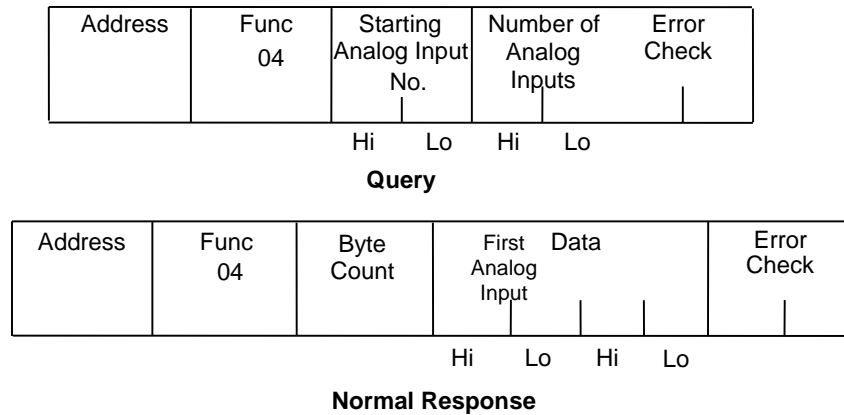 Address
Func
04
Starting
Analog Input
No.
Number of
Analog
Inputs
Error
Check
Hi Lo Hi Lo
Query
Address
Func
04
Byte
Count
First
Analog
Input
Data
Error
Check
Hi Lo Hi Lo
Normal Response